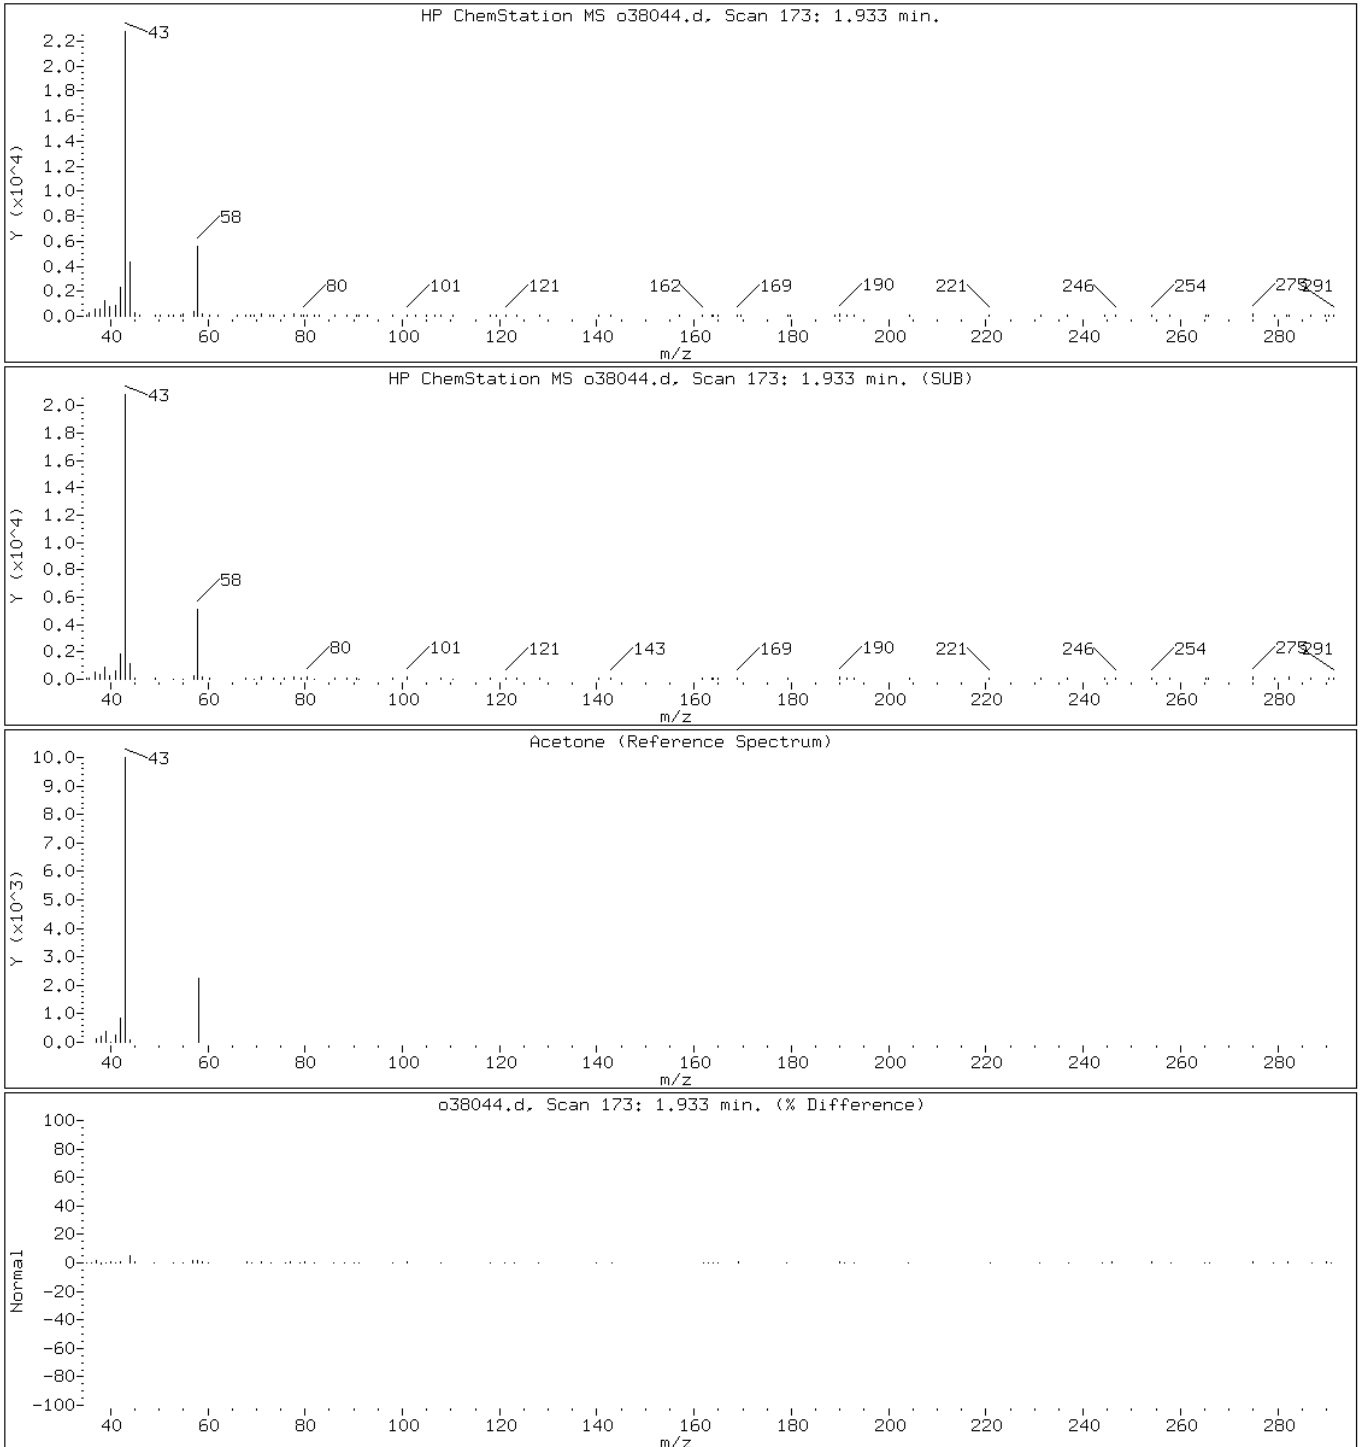 HP ChemStation MS o38044.d, Scan 173: 1.933 min.
Y (x10^4)
2.2
2.0
1.8
1.6
1.4
1.2
1.0
0.8
0.6
0.4
0.2
0.0
43
58
80 101 121 162 169 190 221 246 254 275 291
40 60 80 100 120 140 160 180 200 220 240 260 280
m/z
HP ChemStation MS o38044.d, Scan 173: 1.933 min. (SUB)
Y (x10^4)
2.0
1.8
1.6
1.4
1.2
1.0
0.8
0.6
0.4
0.2
0.0
43
58
80 101 121 143 169 190 221 246 254 275 291
40 60 80 100 120 140 160 180 200 220 240 260 280
m/z
Acetone (Reference Spectrum)
Y (x10^3)
10.0
9.0
8.0
7.0
6.0
5.0
4.0
3.0
2.0
1.0
0.0
43
40 60 80 100 120 140 160 180 200 220 240 260 280
m/z
o38044.d, Scan 173: 1.933 min. (% Difference)
Normal
100
80
60
40
20
0
-20
-40
-60
-80
-100
40 60 80 100 120 140 160 180 200 220 240 260 280
m/z